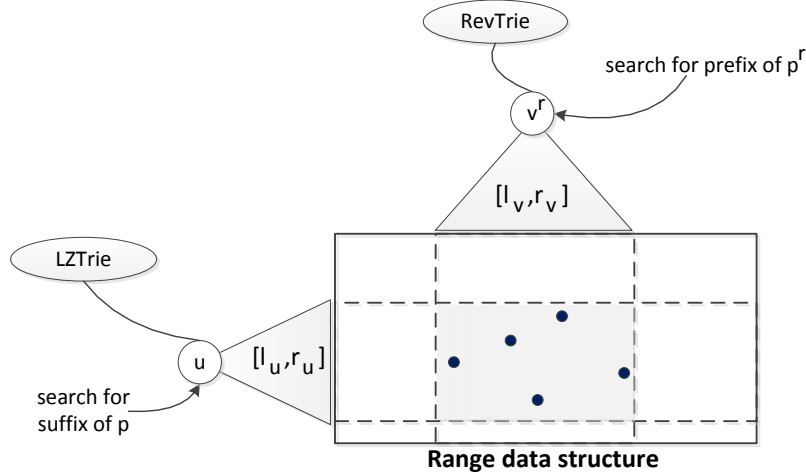 RevTrie
search for prefix of p^r
v^r
[l_v,r_v]
LZTrie
u
[l_u,r_u]
search for
suffix of p
Range data structure